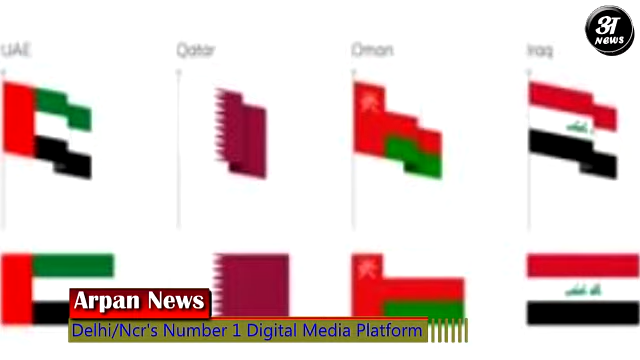 UAE Qatar Oman Iraq
अ
NEWS
Arpan News
Delhi/Ncr's Number 1 Digital Media Platform